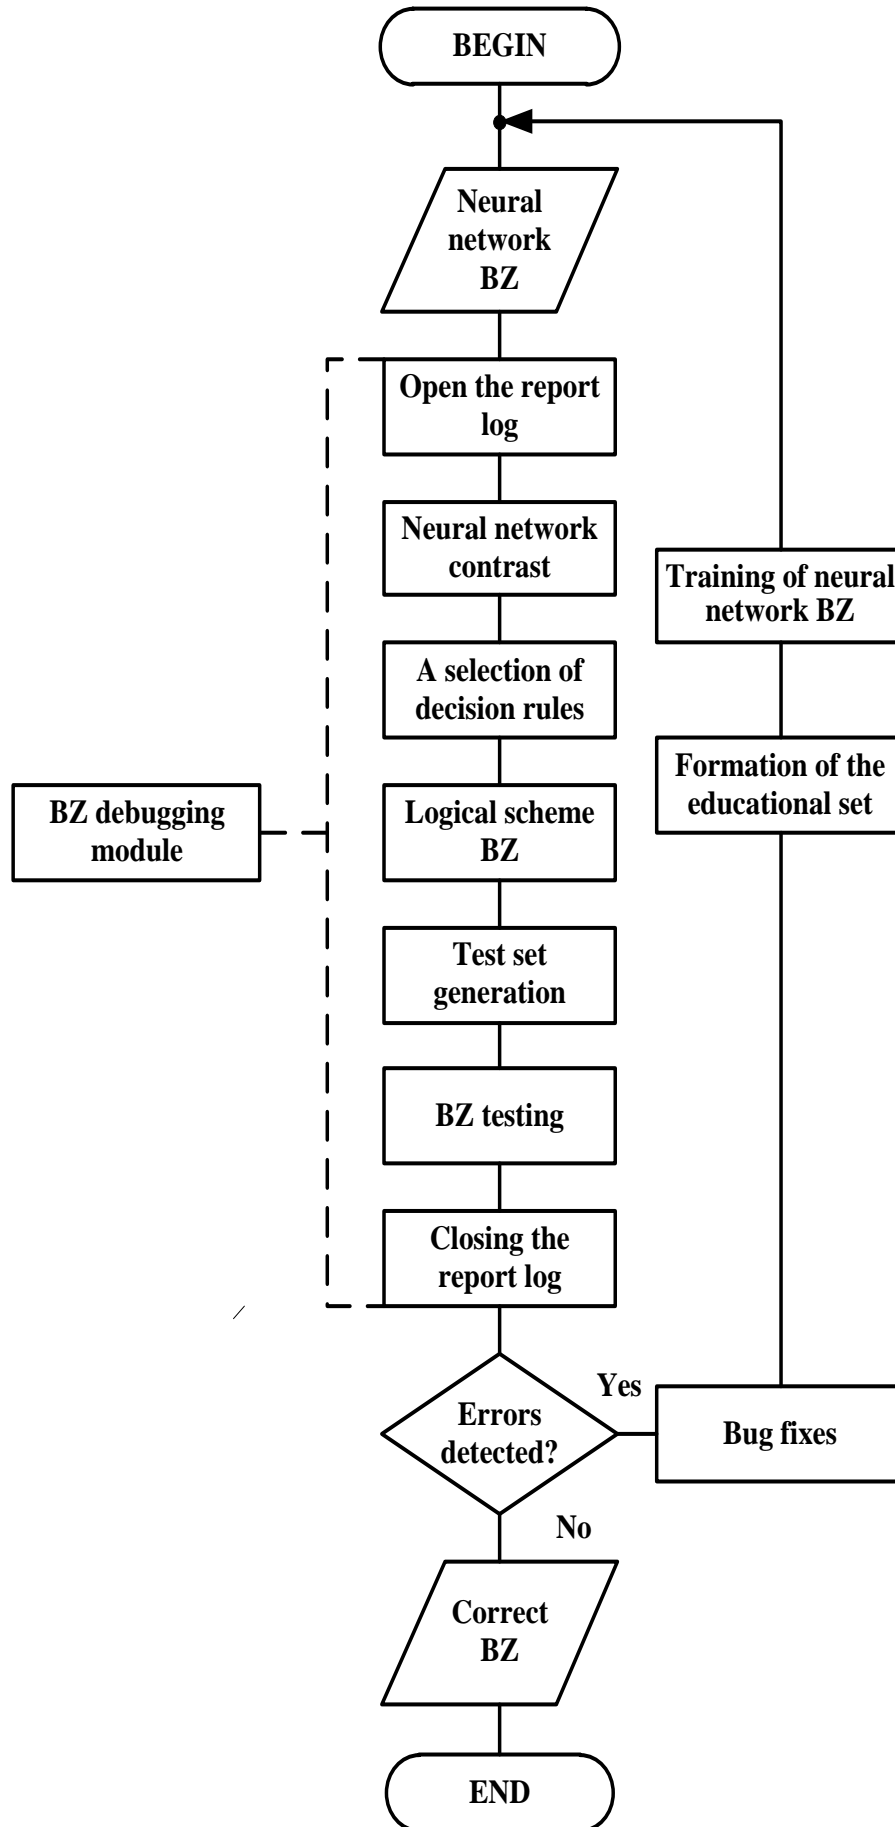 BEGIN
Neural
network
BZ
Open the report
log
Neural network
contrast
A selection of
decision rules
Logical scheme
BZ
Test set
generation
BZ testing
Closing the
report log
BZ debugging
module
Errors
detected?
Yes
Bug fixes
Formation of the
educational set
Training of neural
network BZ
No
Correct
BZ
END